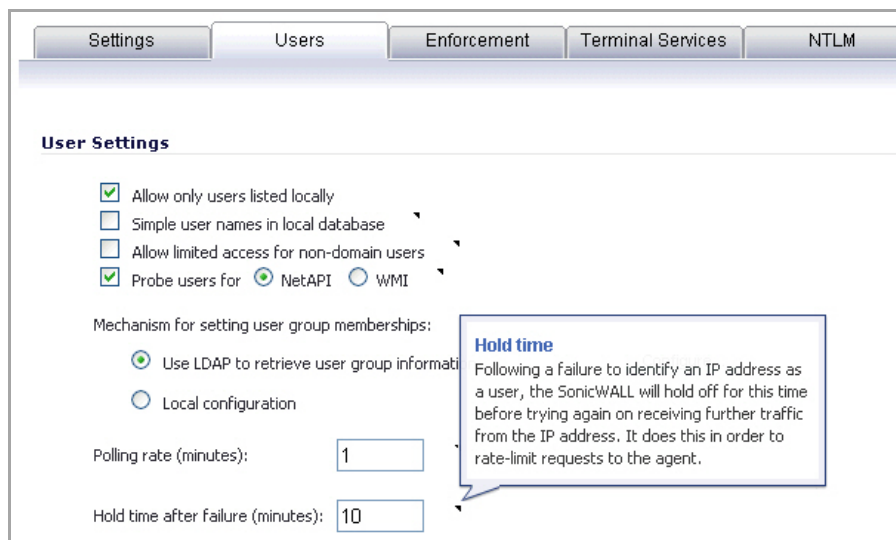 Settings
Users
Enforcement
Terminal Services
NTLM
User Settings
Allow only users listed locally
Simple user names in local database
Allow limited access for non-domain users
Probe users for NetAPI WMI
Mechanism for setting user group memberships:
Use LDAP to retrieve user group informati
Local configuration
Polling rate (minutes): 1
Hold time after failure (minutes): 10
Hold time
Following a failure to identify an IP address as
a user, the SonicWALL will hold off for this time
before trying again on receiving further traffic
from the IP address. It does this in order to
rate-limit requests to the agent.